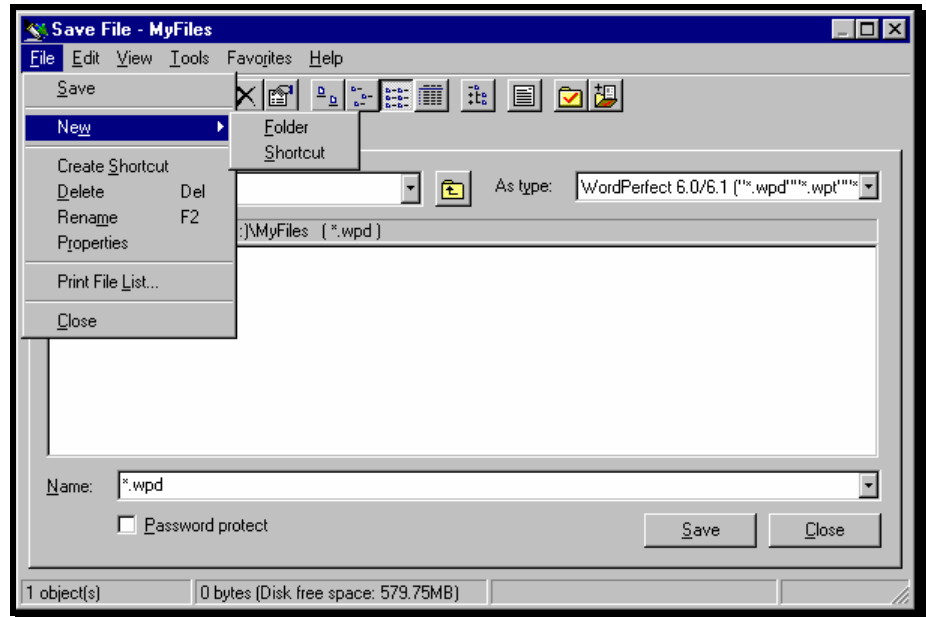 Save File - MyFiles
File Edit View Tools Favorites Help
Save
New
Folder
Shortcut
Create Shortcut
Delete Del
As type: WordPerfect 6.0/6.1 ("*.wpd""*.wpt""*
Rename F2
:)\MyFiles ( *.wpd )
Properties
Print File List...
Close
Name: *.wpd
Password protect
Save Close
1 object(s) 0 bytes (Disk free space: 579.75MB)